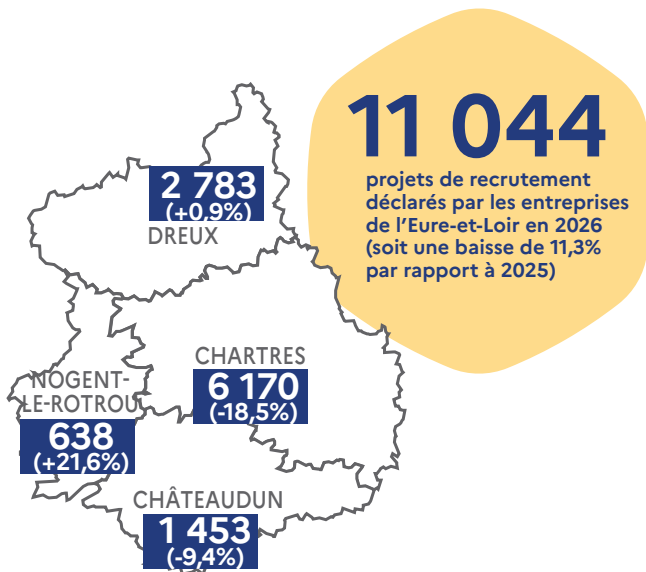 11 044
projets de recrutement
déclarés par les entreprises
de l’Eure-et-Loir en 2026
(soit une baisse de 11,3%
par rapport à 2025)
2 783
(+0,9%)
DREUX
CHARTRES
6 170
(-18,5%)
NOGENT-
LE-ROTROU
638
(+21,6%)
CHÂTEAUDUN
1 453
(-9,4%)